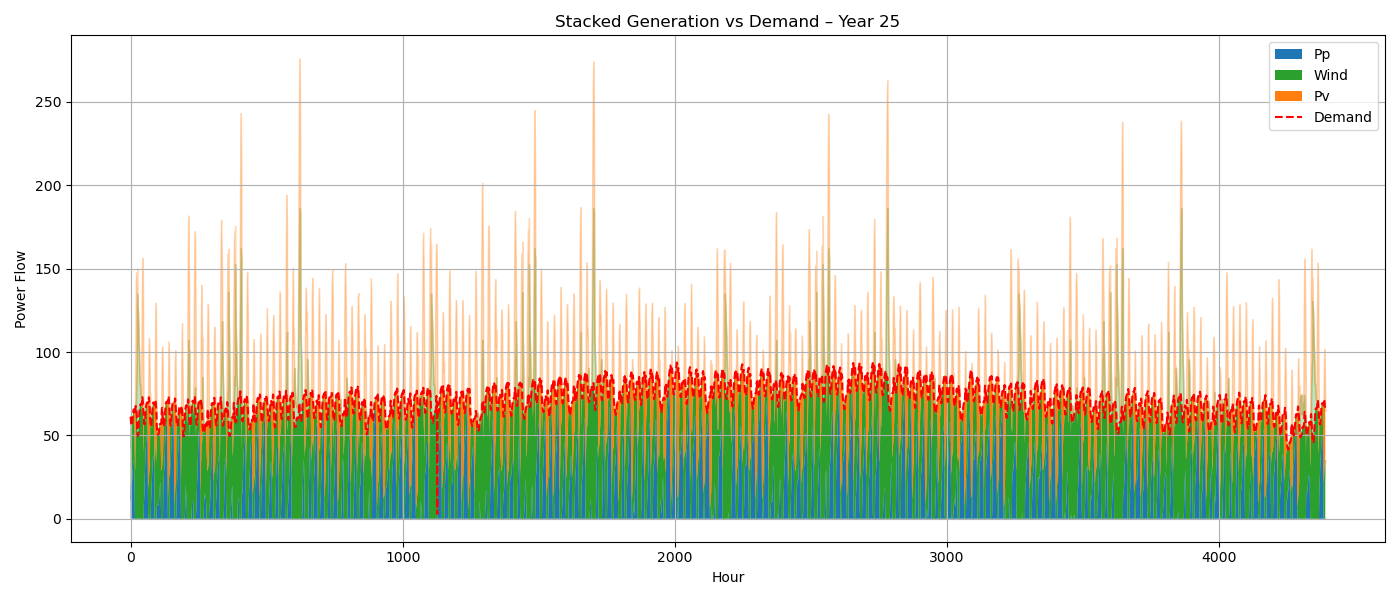 Stacked Generation vs Demand – Year 25
Pp
Wind
Pv
Demand
Power Flow
250
200
150
100
50
0
0 1000 2000 3000 4000
Hour